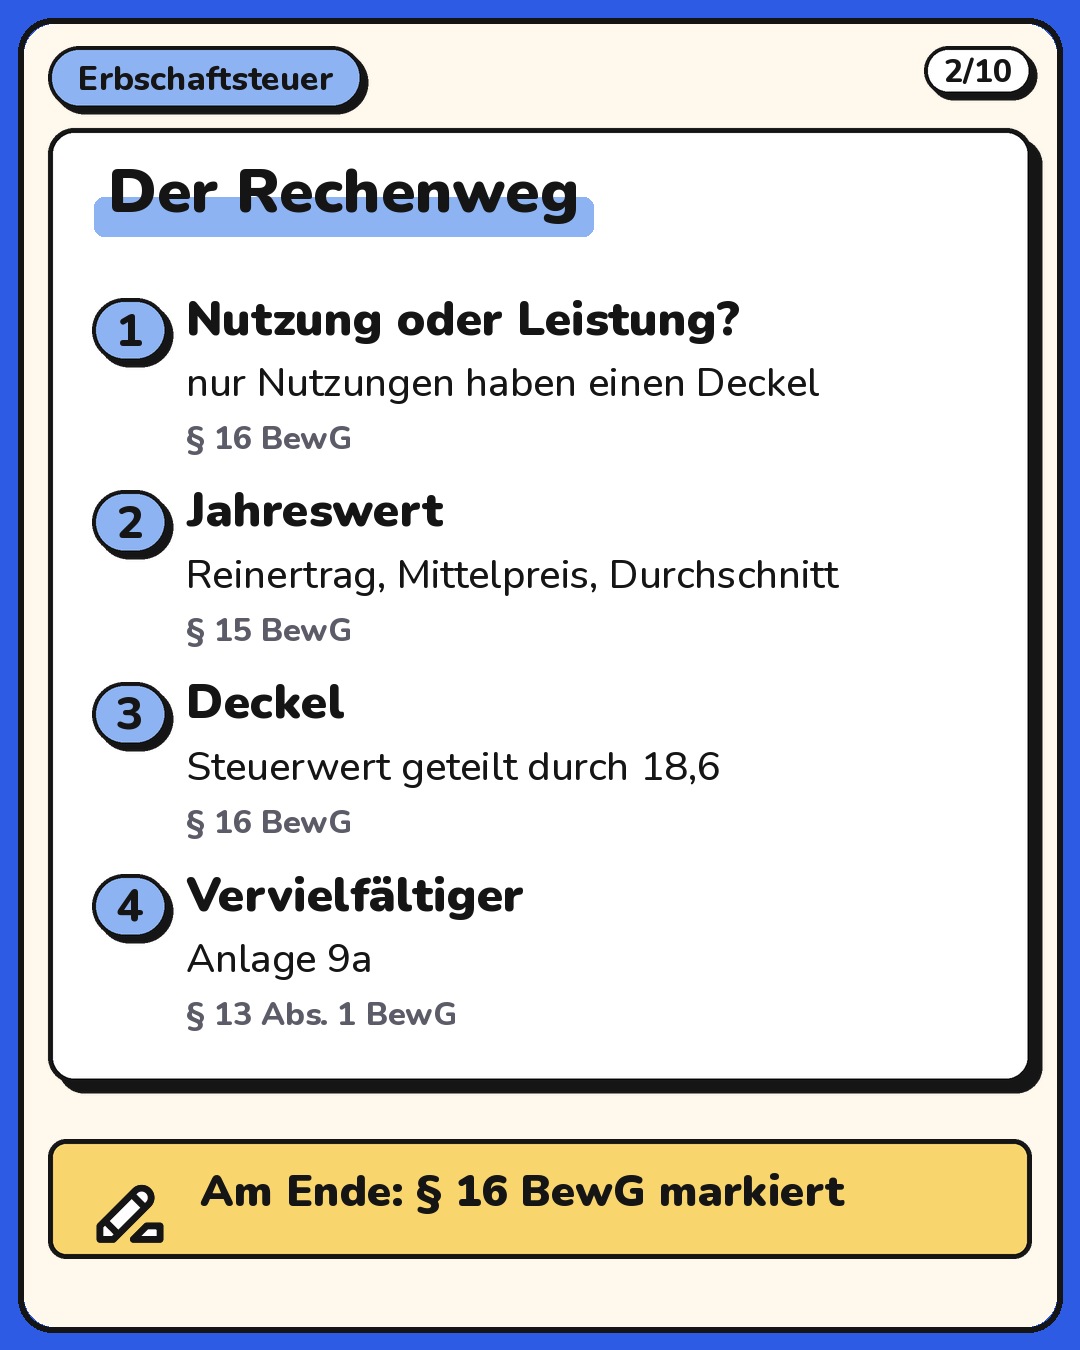 Erbschaftsteuer
2/10
Der Rechenweg
1 Nutzung oder Leistung?
nur Nutzungen haben einen Deckel
§ 16 BewG
2 Jahreswert
Reinertrag, Mittelpreis, Durchschnitt
§ 15 BewG
3 Deckel
Steuerwert geteilt durch 18,6
§ 16 BewG
4 Vervielfältiger
Anlage 9a
§ 13 Abs. 1 BewG
Am Ende: § 16 BewG markiert